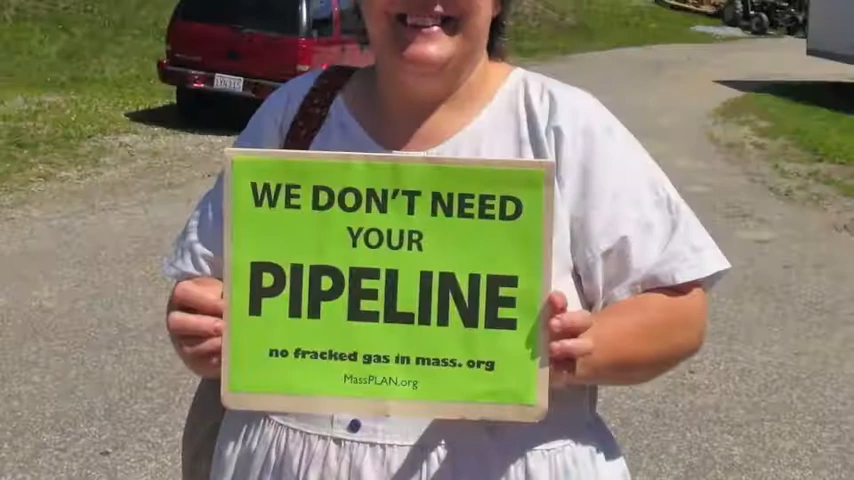 WE DON'T NEED
YOUR
PIPELINE
no fracked gas in mass. org
MassPLAN.org